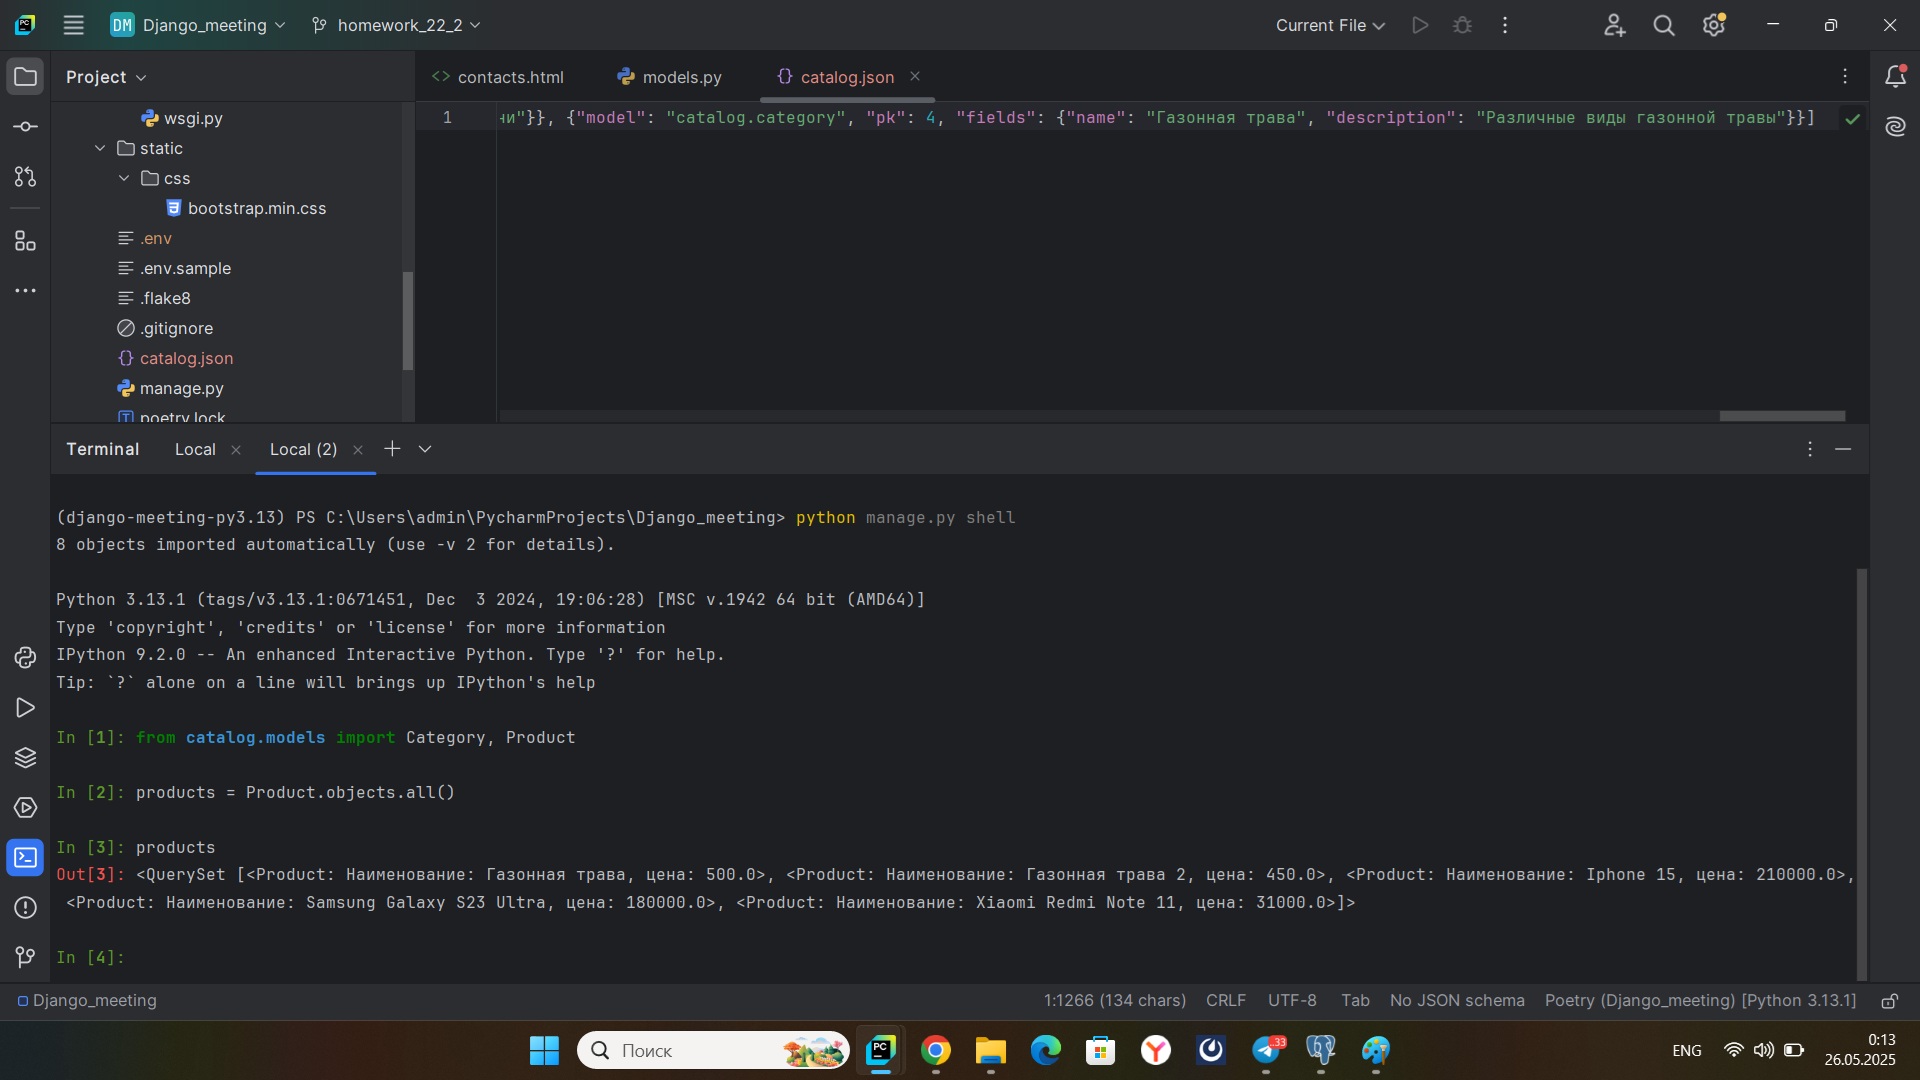 DM Django_meeting homework_22_2 Current File
Project
contacts.html models.py catalog.json
wsgi.py
static
css
bootstrap.min.css
.env
.env.sample
.flake8
.gitignore
catalog.json
manage.py
poetry.lock
1 ни"}}, {"model": "catalog.category", "pk": 4, "fields": {"name": "Газонная трава", "description": "Различные виды газонной травы"}}]
Terminal Local Local (2)
(django-meeting-py3.13) PS C:\Users\admin\PycharmProjects\Django_meeting> python manage.py shell
8 objects imported automatically (use -v 2 for details).
Python 3.13.1 (tags/v3.13.1:0671451, Dec  3 2024, 19:06:28) [MSC v.1942 64 bit (AMD64)]
Type 'copyright', 'credits' or 'license' for more information
IPython 9.2.0 -- An enhanced Interactive Python. Type '?' for help.
Tip: `?` alone on a line will brings up IPython's help
In [1]: from catalog.models import Category, Product
In [2]: products = Product.objects.all()
In [3]: products
Out[3]: <QuerySet [<Product: Наименование: Газонная трава, цена: 500.0>, <Product: Наименование: Газонная трава 2, цена: 450.0>, <Product: Наименование: Iphone 15, цена: 210000.0>,
<Product: Наименование: Samsung Galaxy S23 Ultra, цена: 180000.0>, <Product: Наименование: Xiaomi Redmi Note 11, цена: 31000.0>]>
In [4]:
Django_meeting 1:1266 (134 chars) CRLF UTF-8 Tab No JSON schema Poetry (Django_meeting) [Python 3.13.1]
Поиск PC 33 ENG 0:13
26.05.2025